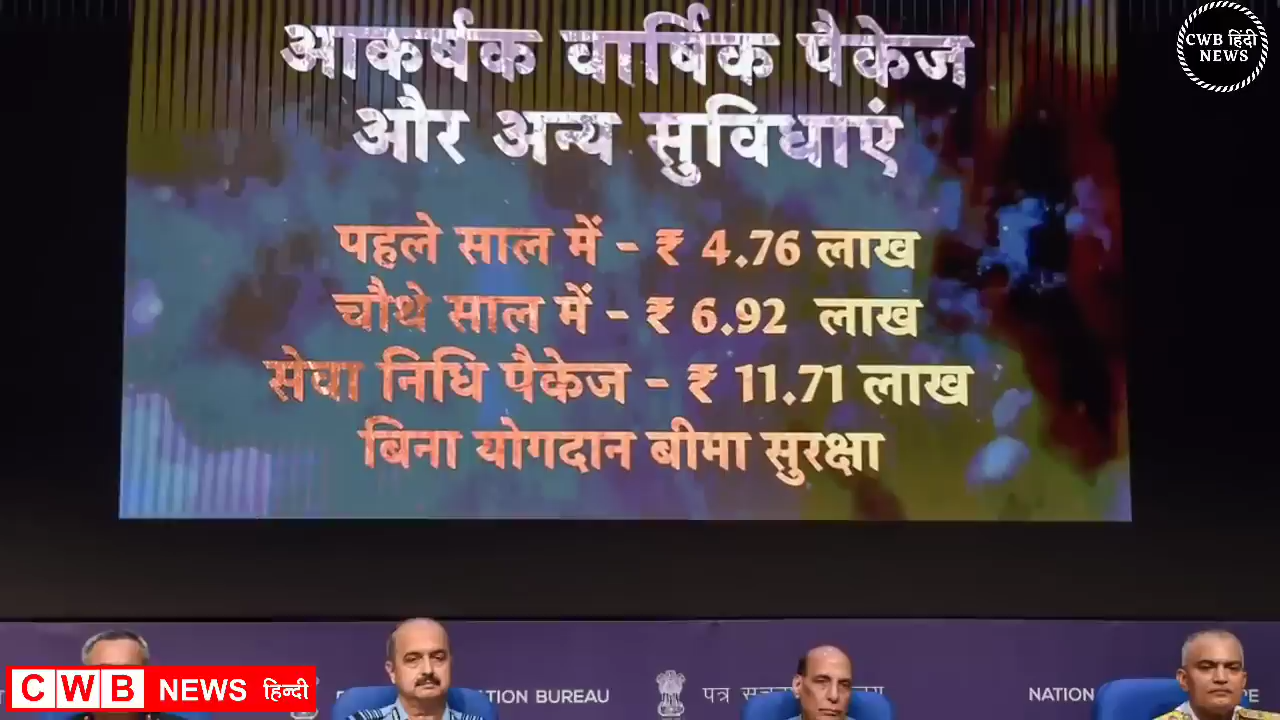 CWB हिंदी
NEWS
आकर्षक वार्षिक पैकेज
और अन्य सुविधाएं
पहले साल में - ₹ 4.76 लाख
चौथे साल में - ₹ 6.92 लाख
सेवा निधि पैकेज - ₹ 11.71 लाख
बिना योगदान बीमा सुरक्षा
CWB NEWS हिन्दी
BUREAU
पत्र
NATION